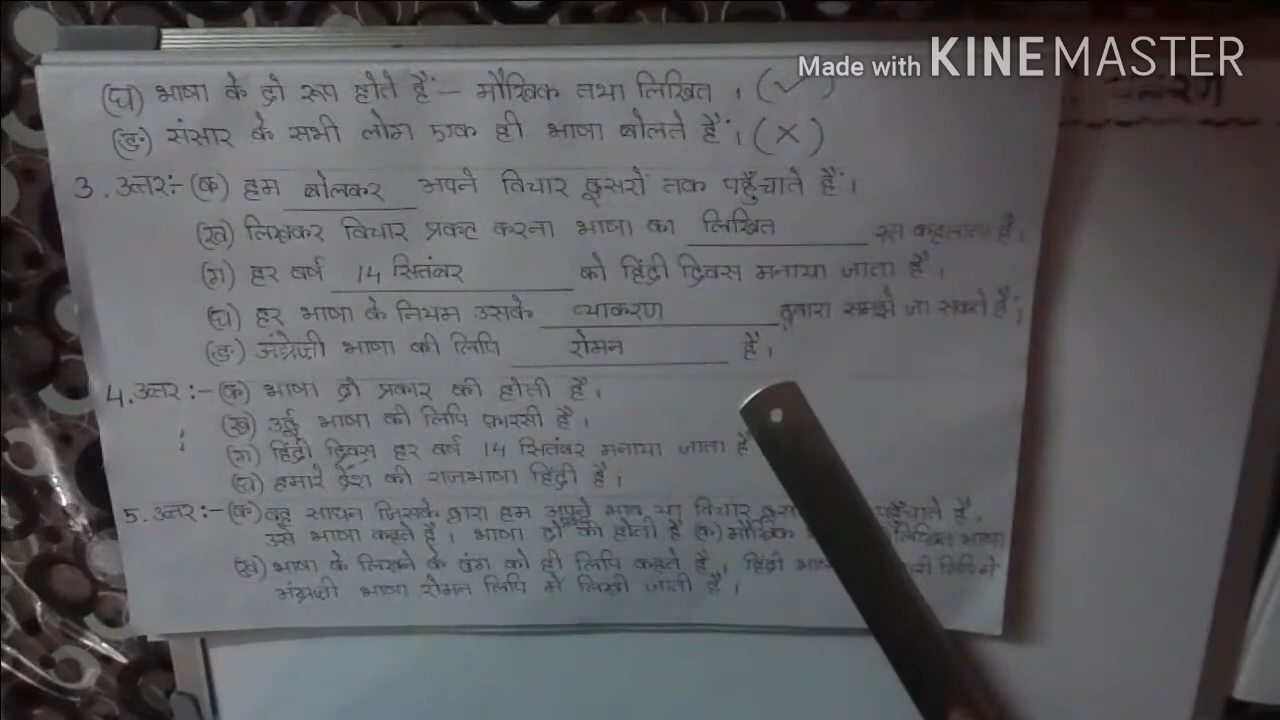 Made with KINEMASTER
(घ) भाषा के दो रूप होते हैं – मौखिक तथा लिखित । (✓)
(ङ) संसार के सभी लोग एक ही भाषा बोलते हैं । (×)
3. उत्तर:- (क) हम बोलकर अपने विचार दूसरों तक पहुँचाते हैं ।
(ख) लिखकर विचार प्रकट करना भाषा का लिखित रूप कहलाता है ।
(ग) हर वर्ष 14 सितंबर को हिंदी दिवस मनाया जाता है ।
(घ) हर भाषा के नियम उसके व्याकरण द्वारा समझे जा सकते हैं ।
(ङ) अंग्रेजी भाषा की लिपि रोमन है ।
4. उत्तर :- (क) भाषा दो प्रकार की होती है ।
(ख) उर्दू भाषा की लिपि फ़ारसी है ।
(ग) हिंदी दिवस हर वर्ष 14 सितंबर मनाया जाता है
(घ) हमारे देश की राजभाषा हिंदी है ।
5. उत्तर :- (क) वह साधन जिसके द्वारा हम अपने भाव या विचार पहुँचाते है,
उसे भाषा कहते है । भाषा दो की होती है (क) मौखिक लिखित भाषा
(ख) भाषा के लिखने के ढंग को ही लिपि कहते है । हिंदी लिपि में
अंग्रेजी भाषा रोमन लिपि में लिखी जाती है ।